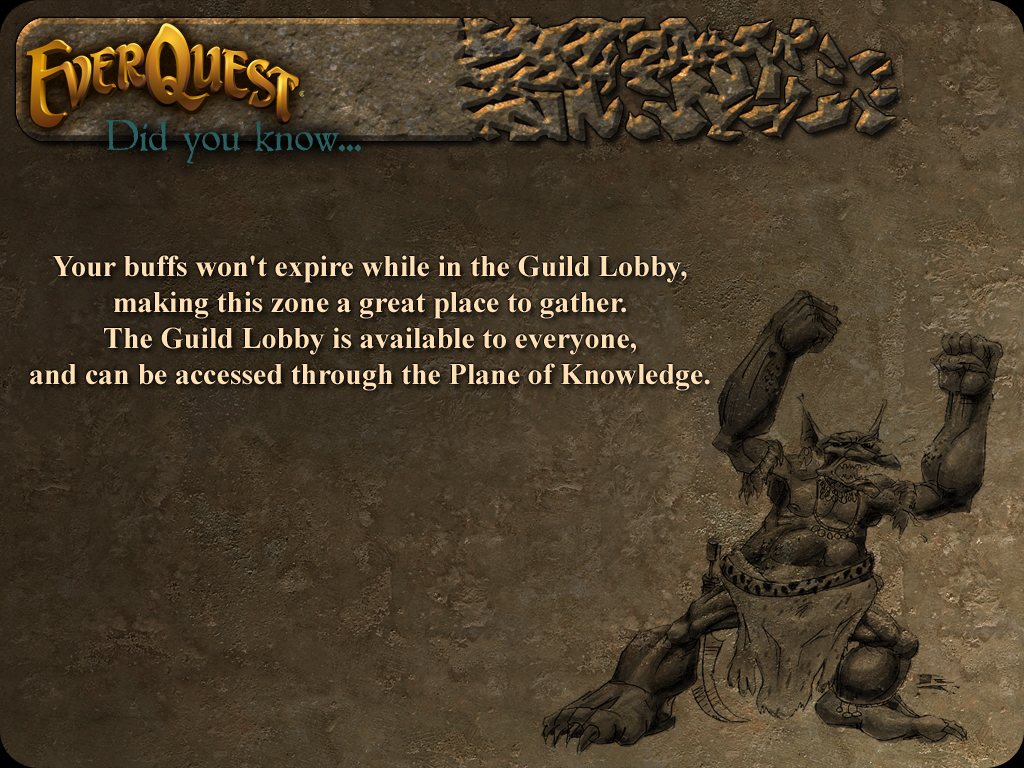 EverQuest
Did you know...
Your buffs won't expire while in the Guild Lobby,
making this zone a great place to gather.
The Guild Lobby is available to everyone,
and can be accessed through the Plane of Knowledge.